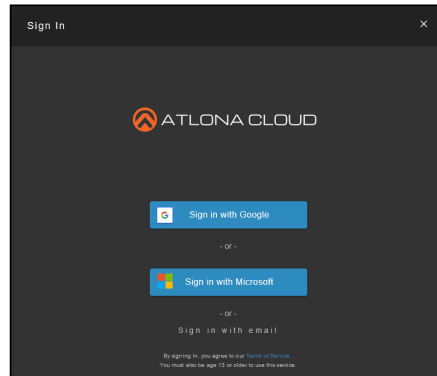 Sign In
×
ATLONA CLOUD
G
Sign in with Google
- or -
Sign in with Microsoft
- or -
Sign in with email
By signing in, you agree to our Terms of Service.
You must also be age 13 or older to use this service.